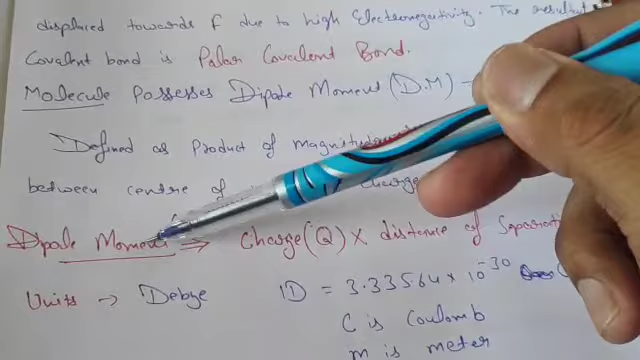 displaced towards F due to high Electronegativity. The
Covalent bond is Polar Covalent Bond.
Molecule Possesses Dipole Moment (D.M) -
Defined as Product of
between centre of
Dipole Moment → Charge (Q) X distance of
Units → Debye 1D = 3.33564 x 10-30
C is Coulomb
m is meter